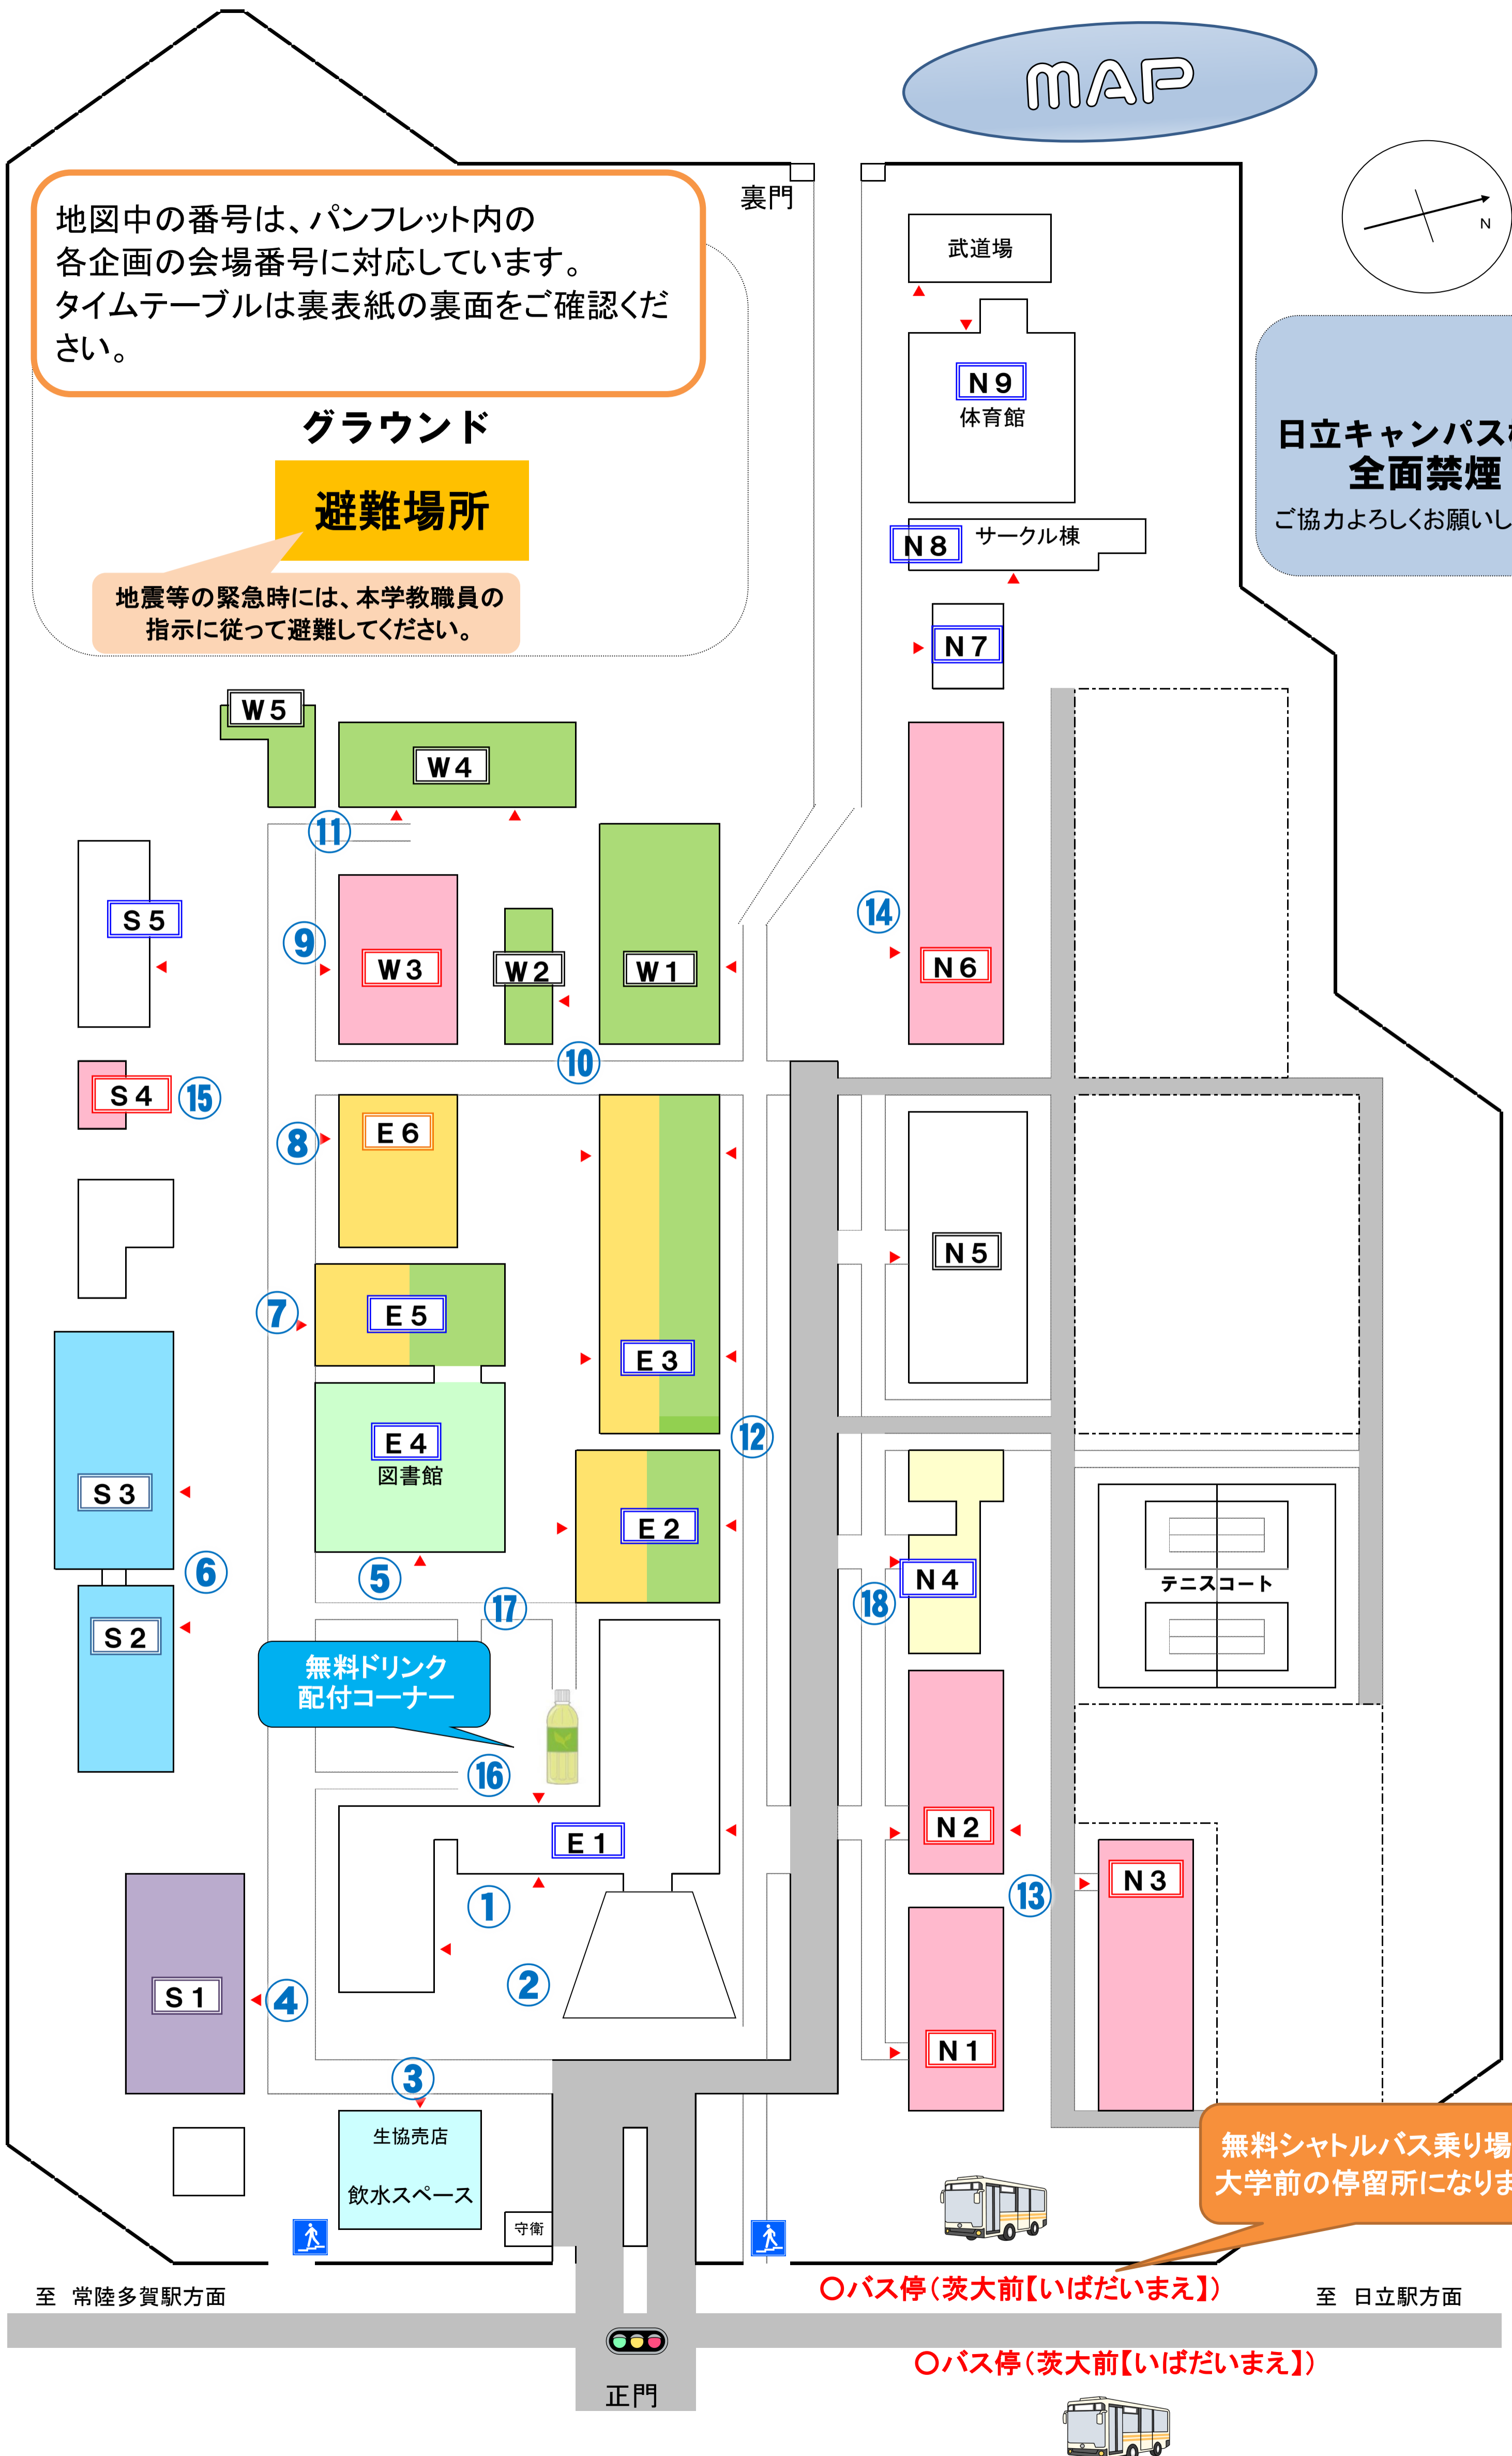 MAP
裏門
地図中の番号は、パンフレット内の
各企画の会場番号に対応しています。
タイムテーブルは裏表紙の裏面をご確認くだ
さい。
N
武道場
N9
体育館
グラウンド
避難場所
日立キャンパス
全面禁煙
ご協力よろしくお願いし
サークル棟
N8
地震等の緊急時には、本学教職員の
指示に従って避難してください。
N7
W5
W4
⑪
S5
⑨
W3
W2
W1
⑭
N6
⑩
S4
⑮
⑧
E6
N5
⑦
E5
E3
E4
図書館
⑫
S3
E2
⑥
⑤
N4
テニスコート
⑰
⑱
S2
無料ドリンク
配付コーナー
⑯
E1
N2
N3
①
⑬
②
S1
④
N1
③
生協売店
飲水スペース
守衛
無料シャトルバス乗り場
大学前の停留所になりま
至 常陸多賀駅方面
〇バス停(茨大前【いばだいまえ】)
至 日立駅方面
〇バス停(茨大前【いばだいまえ】)
正門